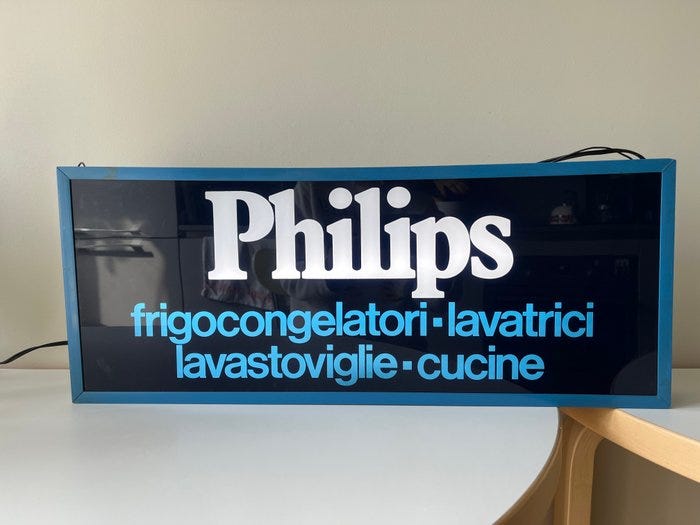 Philips
frigocongelatori▪lavatrici
lavastoviglie▪cucine